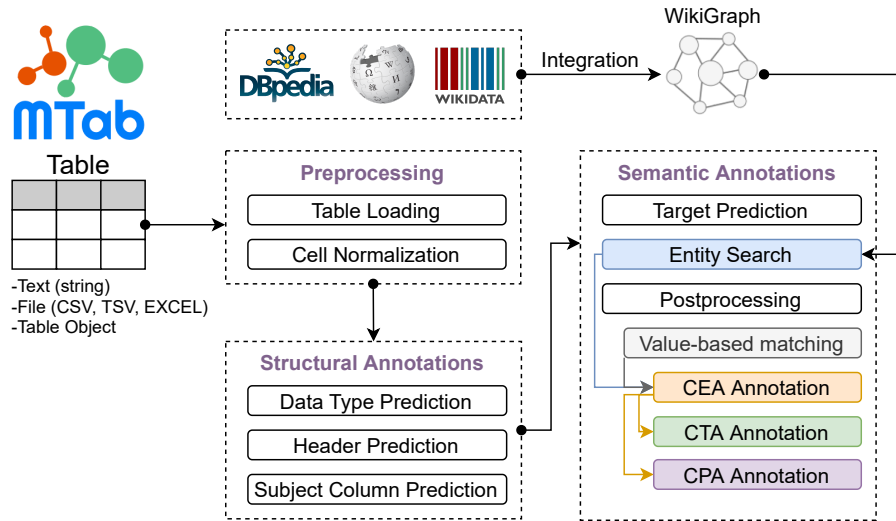 MTab
DBpedia
WIKIDATA
Integration
WikiGraph
Table
-Text (string)
-File (CSV, TSV, EXCEL)
-Table Object
Preprocessing
Table Loading
Cell Normalization
Structural Annotations
Data Type Prediction
Header Prediction
Subject Column Prediction
Semantic Annotations
Target Prediction
Entity Search
Postprocessing
Value-based matching
CEA Annotation
CTA Annotation
CPA Annotation